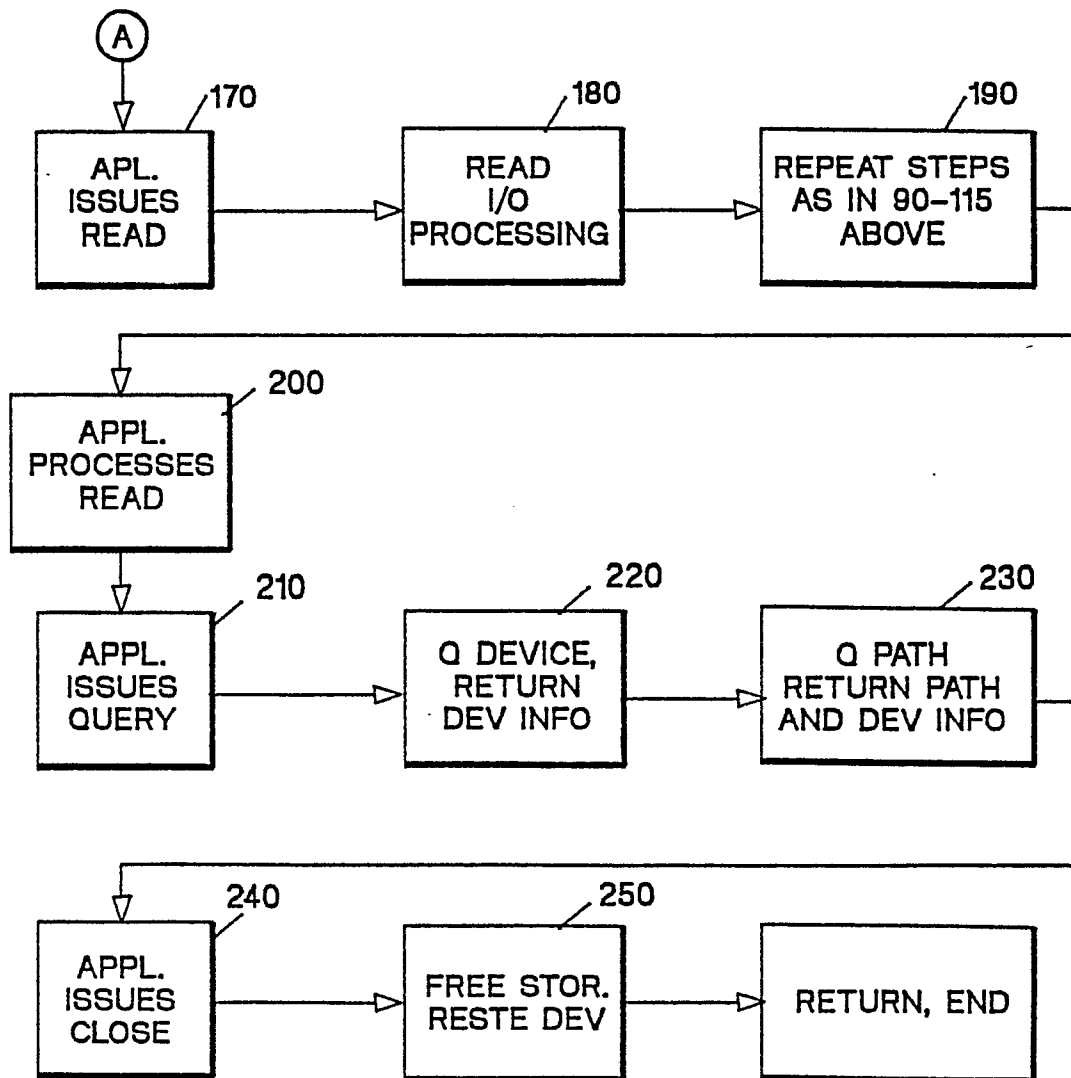 A
170
APL.
ISSUES
READ
180
READ
I/O
PROCESSING
190
REPEAT STEPS
AS IN 90-115
ABOVE
200
APPL.
PROCESSES
READ
210
APPL.
ISSUES
QUERY
220
Q DEVICE,
RETURN
DEV INFO
230
Q PATH
RETURN PATH
AND DEV INFO
240
APPL.
ISSUES
CLOSE
250
FREE STOR.
RESTE DEV
RETURN, END